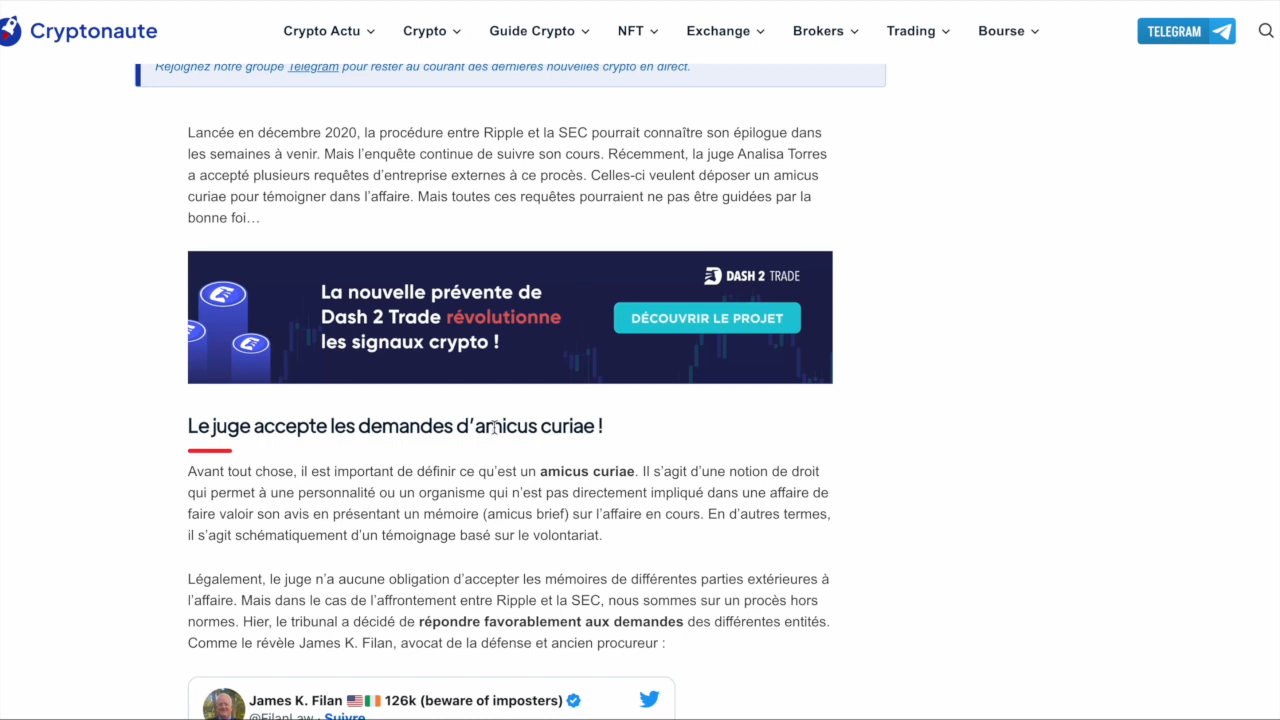 Cryptonaute
Crypto Actu
Crypto
Guide Crypto
NFT
Exchange
Brokers
Trading
Bourse
TELEGRAM
Rejoignez notre groupe Telegram pour rester au courant des dernières nouvelles crypto en direct.
Lancée en décembre 2020, la procédure entre Ripple et la SEC pourrait connaître son épilogue dans
les semaines à venir. Mais l’enquête continue de suivre son cours. Récemment, la juge Analisa Torres
a accepté plusieurs requêtes d’entreprise externes à ce procès. Celles-ci veulent déposer un amicus
curiae pour témoigner dans l’affaire. Mais toutes ces requêtes pourraient ne pas être guidées par la
bonne foi…
DASH 2 TRADE
La nouvelle prévente de
Dash 2 Trade révolutionne
les signaux crypto !
DÉCOUVRIR LE PROJET
Le juge accepte les demandes d’amicus curiae !
Avant tout chose, il est important de définir ce qu’est un amicus curiae. Il s’agit d’une notion de droit
qui permet à une personnalité ou un organisme qui n’est pas directement impliqué dans une affaire de
faire valoir son avis en présentant un mémoire (amicus brief) sur l’affaire en cours. En d’autres termes,
il s’agit schématiquement d’un témoignage basé sur le volontariat.
Légalement, le juge n’a aucune obligation d’accepter les mémoires de différentes parties extérieures à
l’affaire. Mais dans le cas de l’affrontement entre Ripple et la SEC, nous sommes sur un procès hors
normes. Hier, le tribunal a décidé de répondre favorablement aux demandes des différentes entités.
Comme le révèle James K. Filan, avocat de la défense et ancien procureur :
James K. Filan 🇺🇸🇮🇪 126k (beware of imposters)
@FilanLaw · Suivre